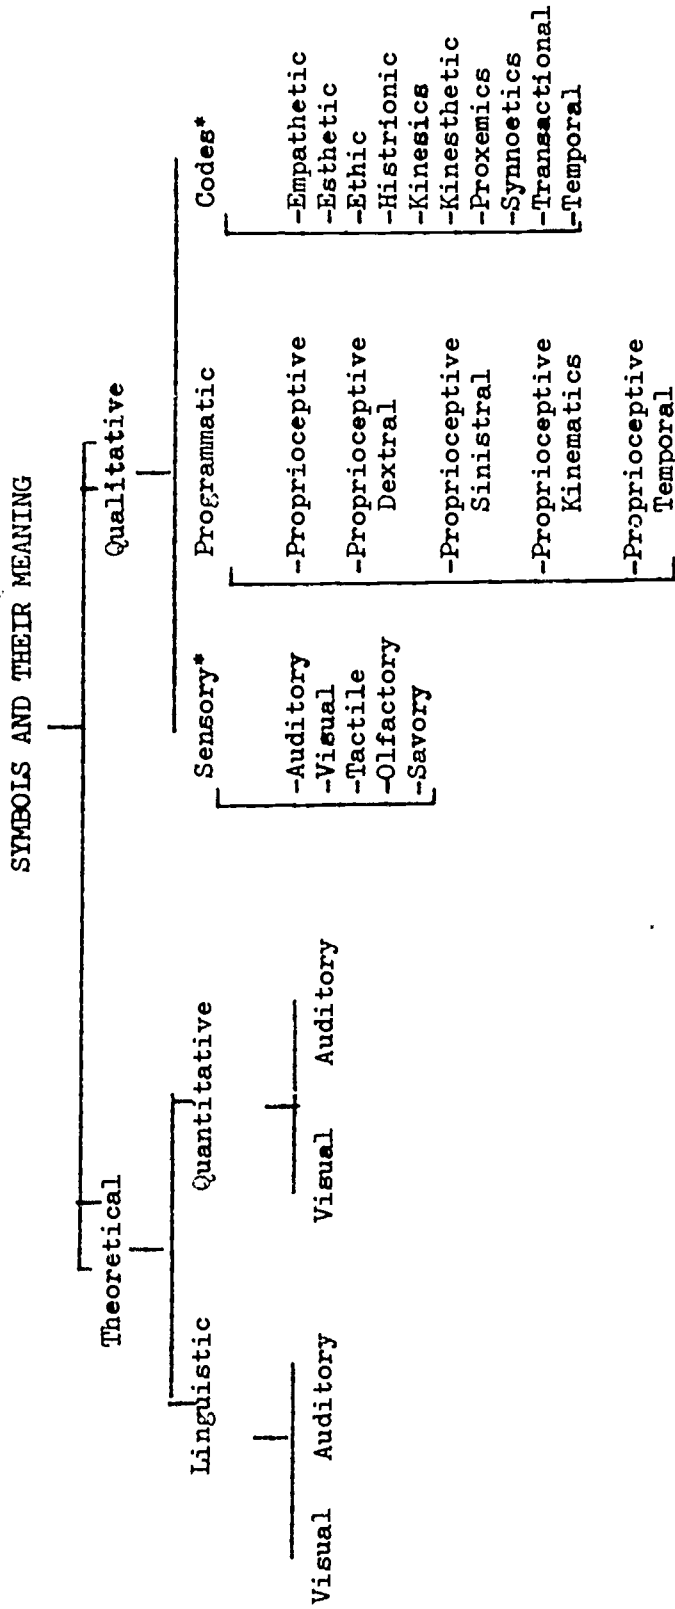 SYMBOLS AND THEIR MEANING
Theoretical
Qualitative
Linguistic
Quantitative
Sensory*
Programmatic
Codes*
Visual Auditory
Visual Auditory
-Auditory
-Visual
-Tactile
-Olfactory
-Savory
-Proprioceptive
-Proprioceptive
Dextral
-Proprioceptive
Sinistral
-Proprioceptive
Kinematics
-Proprioceptive
Temporal
-Empathetic
-Esthetic
-Ethic
-Histrionic
-Kinesics
-Kinesthetic
-Proxemics
-Synnoetics
-Transactional
-Temporal